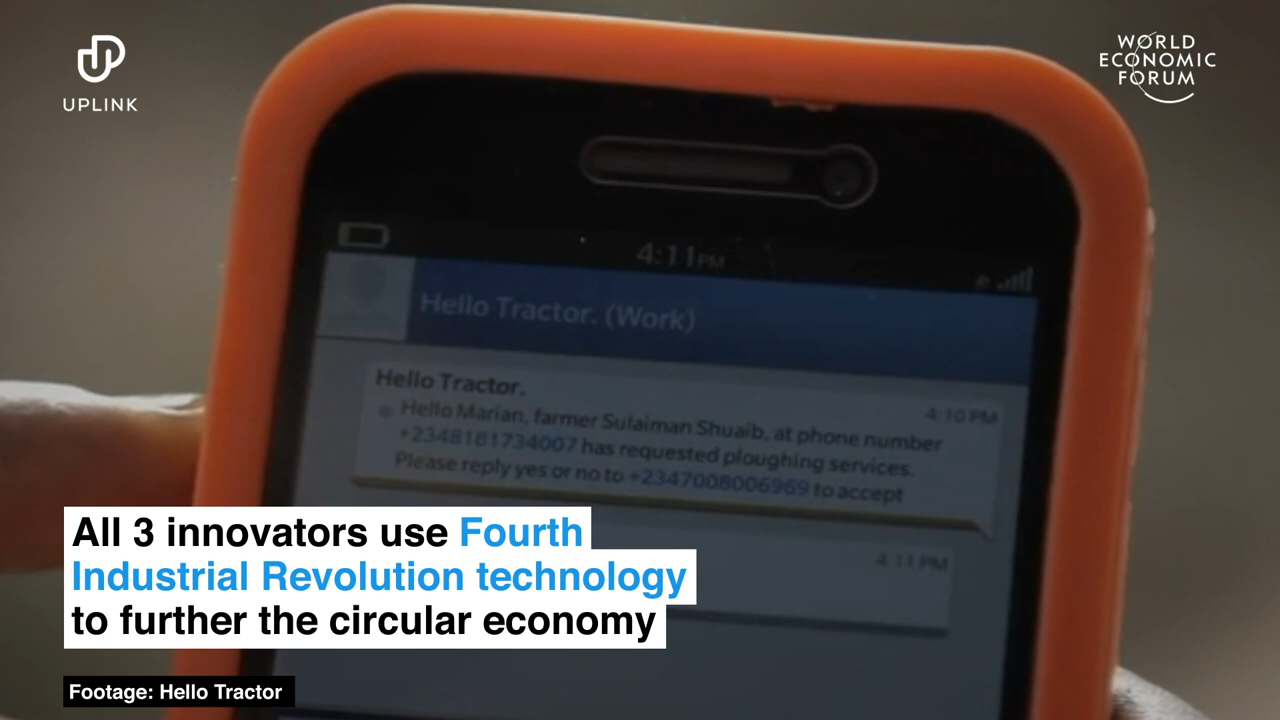 UPLINK
WORLD
ECONOMIC
FORUM
4:11PM
Hello Tractor. (Work)
Hello Tractor.
4:10 PM
Hello Marian, farmer Sulaiman Shuaib, at phone number
+2348181734007 has requested ploughing services.
Please reply yes or no to +2347008006969 to accept
4:11 PM
All 3 innovators use Fourth
Industrial Revolution technology
to further the circular economy
Footage: Hello Tractor